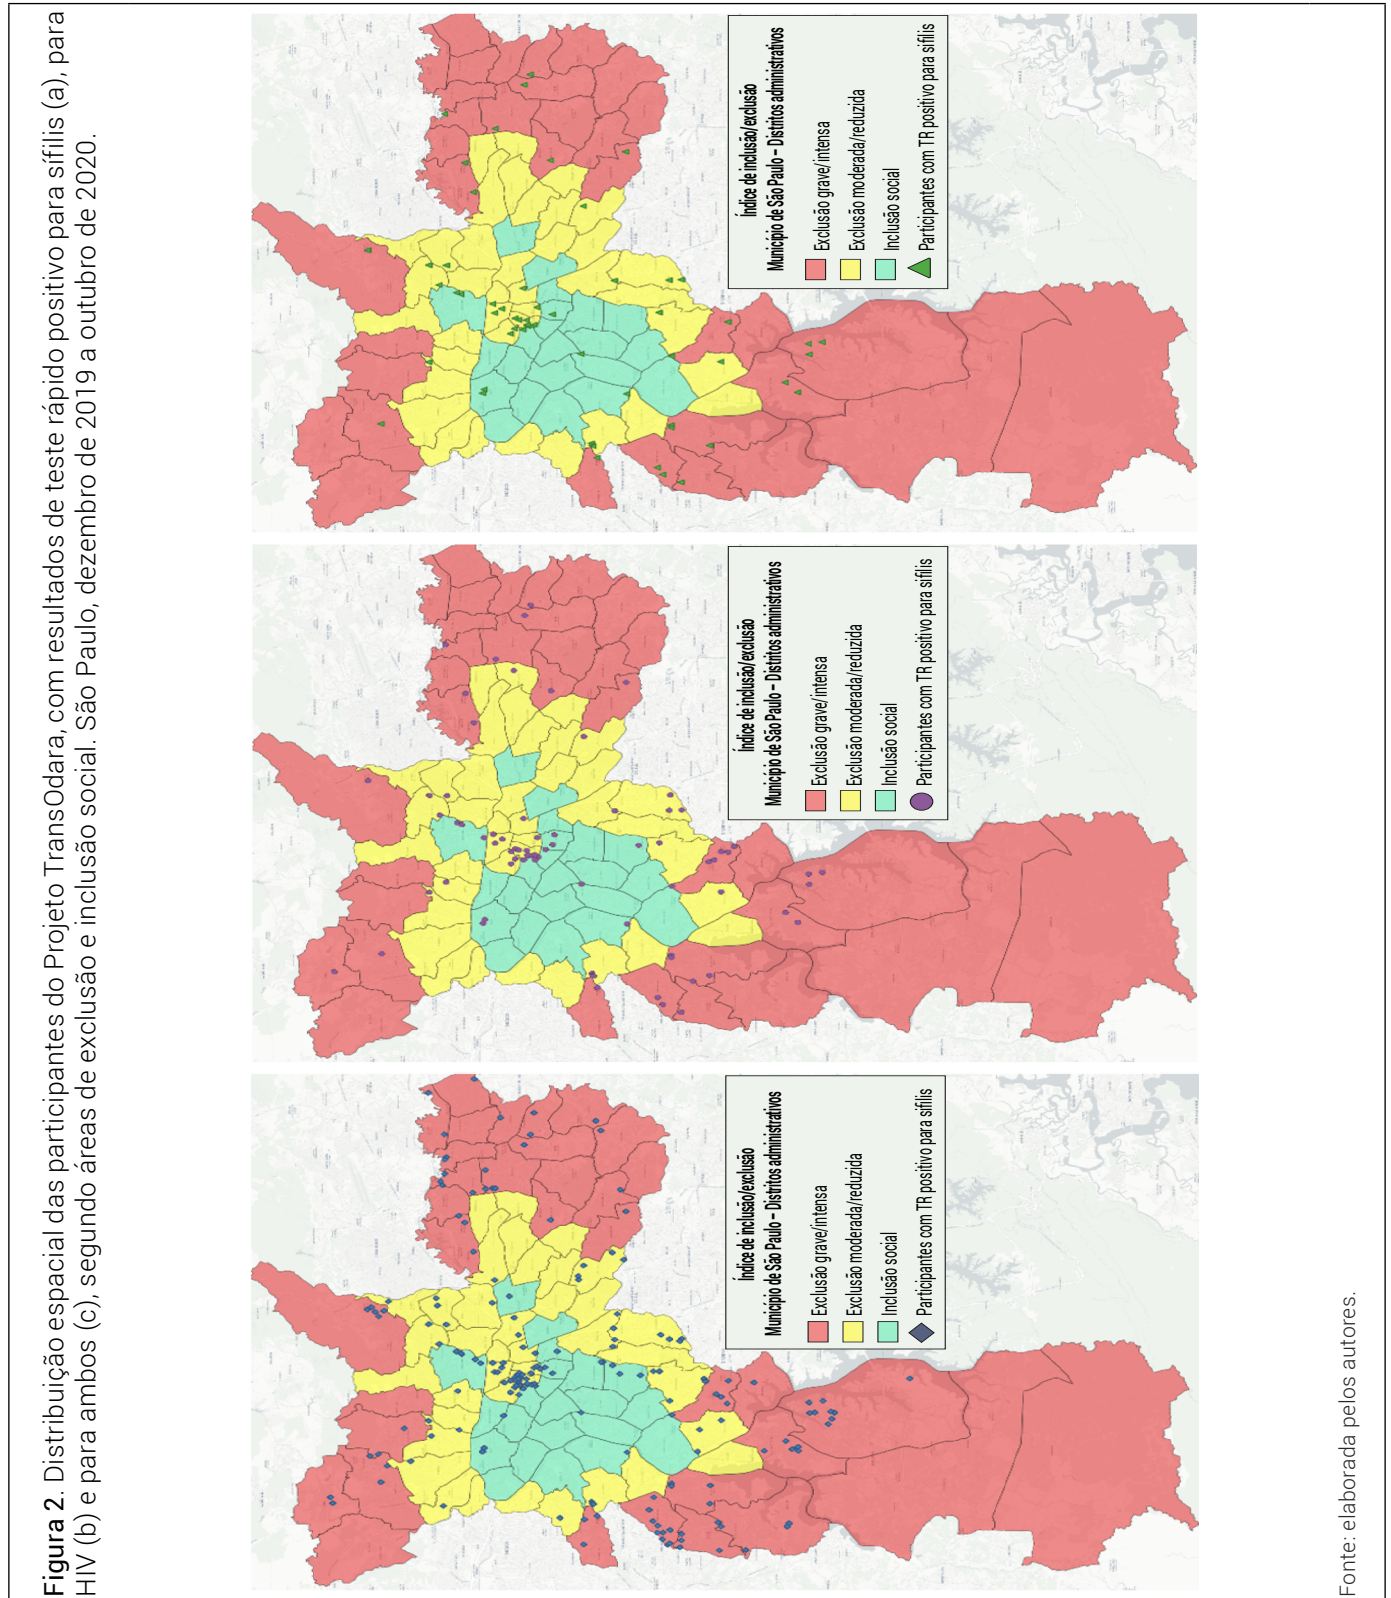 Figura 2. Distribuição espacial das participantes do Projeto TransOdara, com resultados de teste rápido positivo para sífilis (a), para
HIV (b) e para ambos (c), segundo áreas de exclusão e inclusão social. São Paulo, dezembro de 2019 a outubro de 2020.
Índice de inclusão/exclusão
Município de São Paulo – Distritos administrativos
Exclusão grave/intensa
Exclusão moderada/reduzida
Inclusão social
Participantes com TR positivo para sífilis
Índice de inclusão/exclusão
Município de São Paulo – Distritos administrativos
Exclusão grave/intensa
Exclusão moderada/reduzida
Inclusão social
Participantes com TR positivo para sífilis
Índice de inclusão/exclusão
Município de São Paulo – Distritos administrativos
Exclusão grave/intensa
Exclusão moderada/reduzida
Inclusão social
Participantes com TR positivo para sífilis
Fonte: elaborada pelos autores.